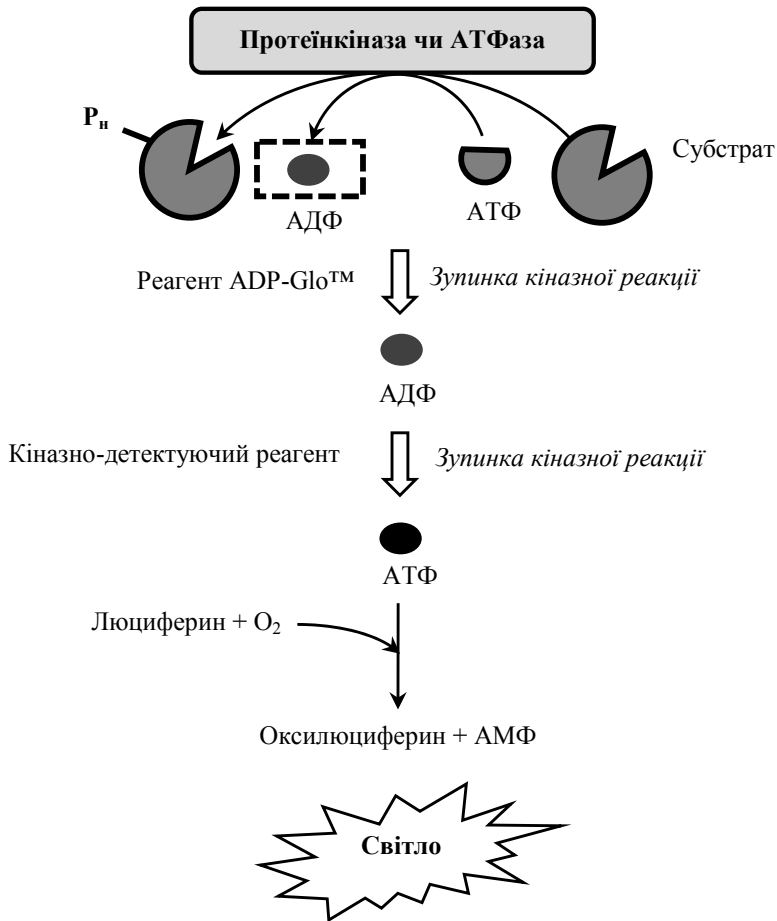 Протеїнкіназа чи АТФаза
Рн
Субстрат
АДФ
АТФ
Реагент ADP-Glo™
Зупинка кіназної реакції
АДФ
Кіназно-детектуючий реагент
Зупинка кіназної реакції
АТФ
Люциферин + O₂
Оксилюциферин + АМФ
Світло